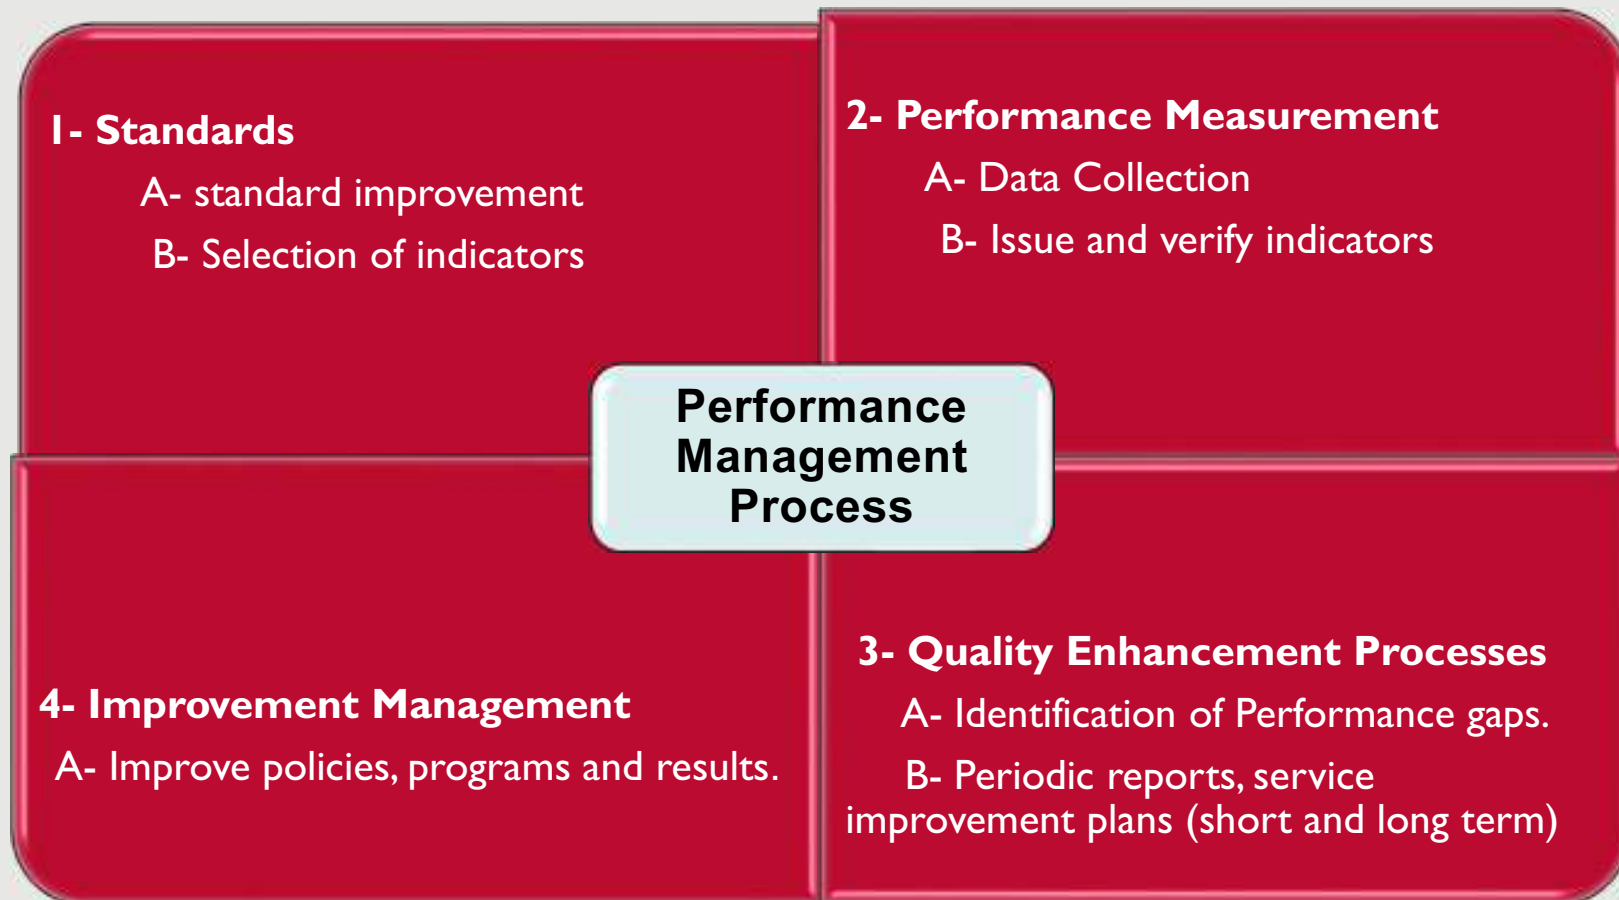 1- Standards
A- standard improvement
B- Selection of indicators
2- Performance Measurement
A- Data Collection
B- Issue and verify indicators
Performance
Management
Process
3- Quality Enhancement Processes
A- Identification of Performance gaps.
B- Periodic reports, service
improvement plans (short and long term)
4- Improvement Management
A- Improve policies, programs and results.